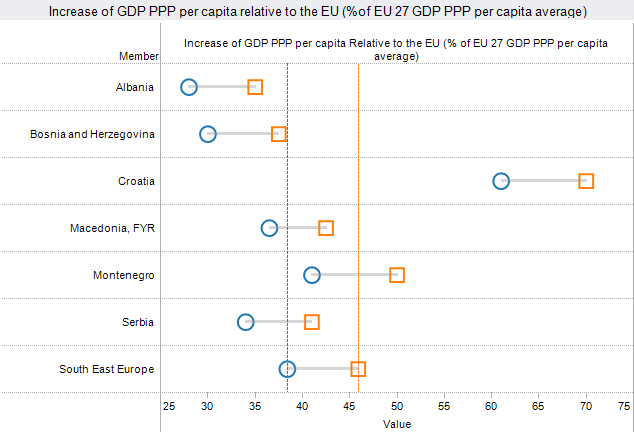 Increase of GDP PPP per capita relative to the EU (%of EU 27 GDP PPP per capita average)
Member
Increase of GDP PPP per capita Relative to the EU (% of EU 27 GDP PPP per capita
average)
Albania
Bosnia and Herzegovina
Croatia
Macedonia, FYR
Montenegro
Serbia
South East Europe
25 30 35 40 45 50 55 60 65 70 75
Value